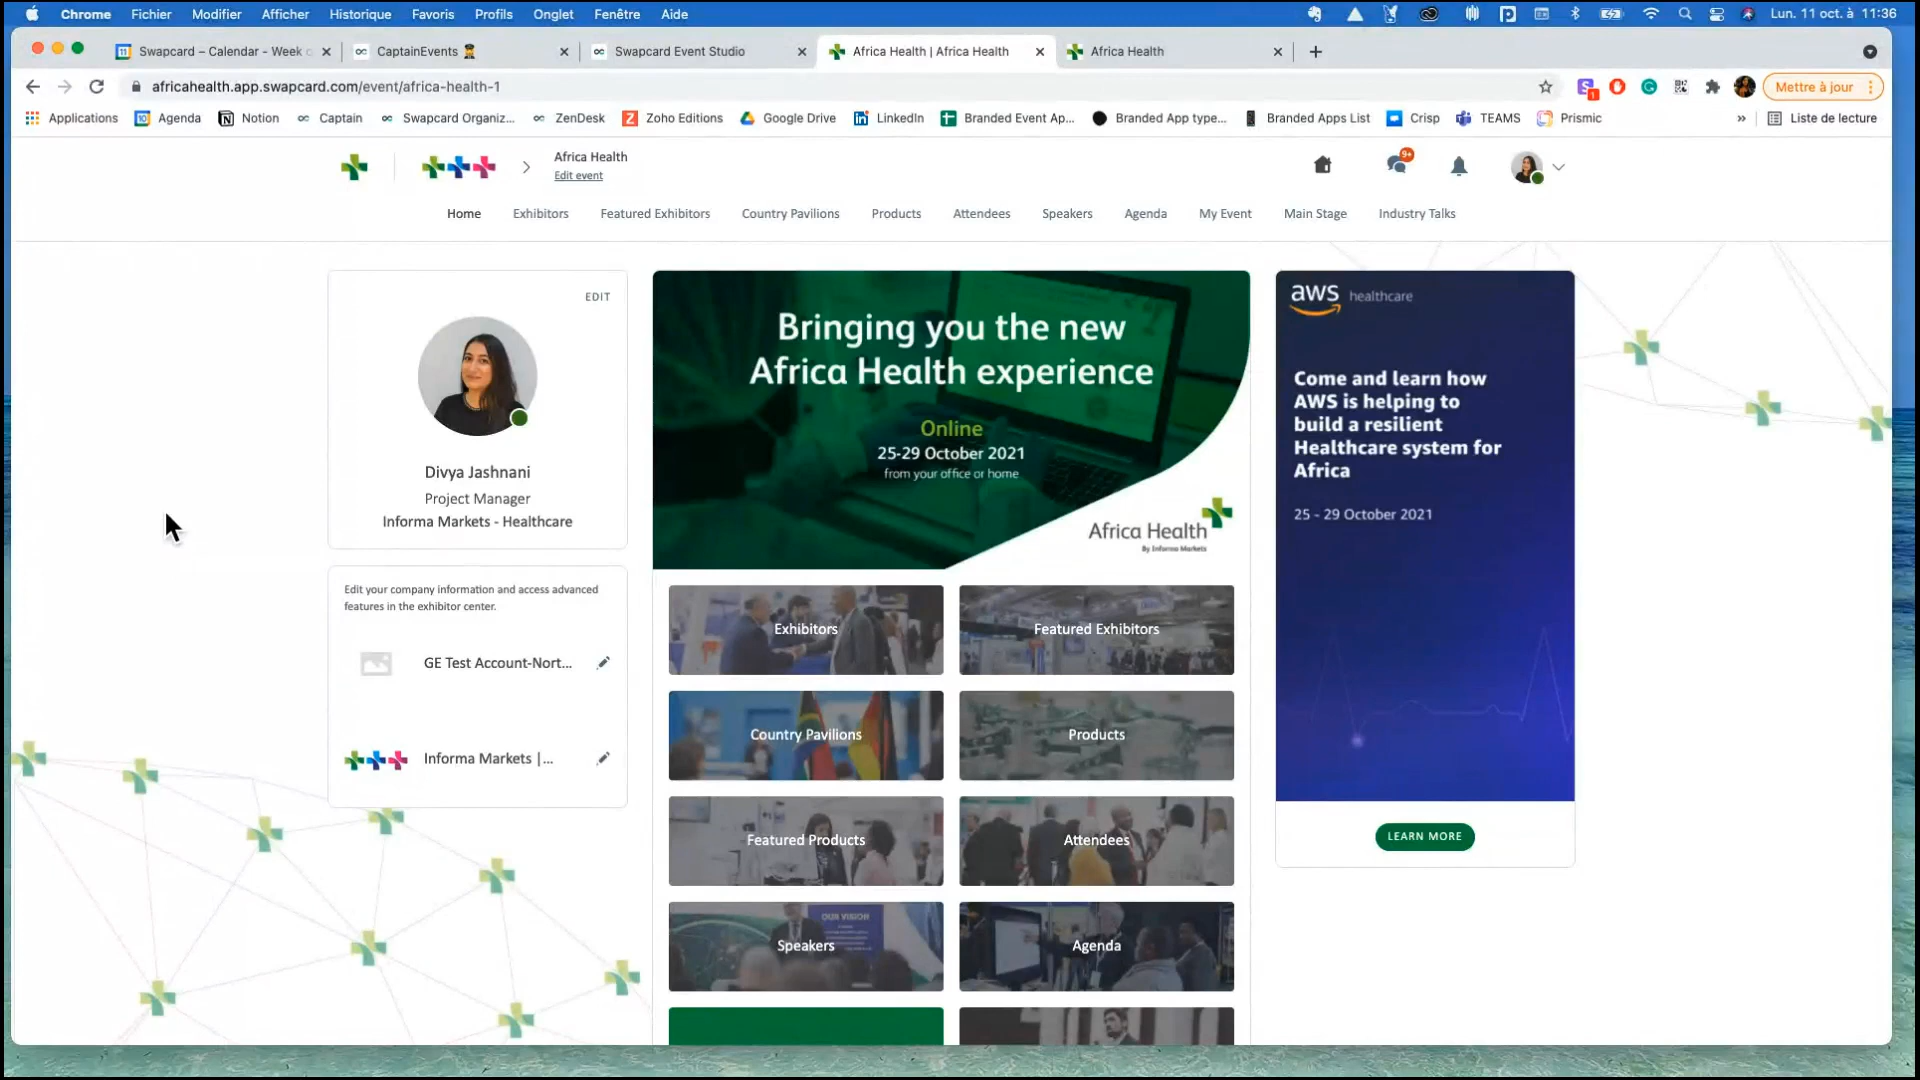 Chrome Fichier Modifier Afficher Historique Favoris Profils Onglet Fenêtre Aide Lun. 11 oct. à 11:36
Swapcard – Calendar - Week CaptainEvents Swapcard Event Studio Africa Health | Africa Health Africa Health
africahealth.app.swapcard.com/event/africa-health-1 Mettre à jour
Applications Agenda Notion Captain Swapcard Organiz... ZenDesk Zoho Editions Google Drive LinkedIn Branded Event Ap... Branded App type... Branded Apps List Crisp TEAMS Prismic » Liste de lecture
Africa Health
Edit event
9+
Home Exhibitors Featured Exhibitors Country Pavilions Products Attendees Speakers Agenda My Event Main Stage Industry Talks
EDIT
Divya Jashnani
Project Manager
Informa Markets - Healthcare
Edit your company information and access advanced
features in the exhibitor center.
GE Test Account-Nort...
Informa Markets |...
Bringing you the new
Africa Health experience
Online
25-29 October 2021
from your office or home
Africa Health
By Informa Markets
Exhibitors
Featured Exhibitors
Country Pavilions
Products
Featured Products
Attendees
OUR VISION
Speakers
Agenda
aws healthcare
Come and learn how
AWS is helping to
build a resilient
Healthcare system for
Africa
25 - 29 October 2021
LEARN MORE